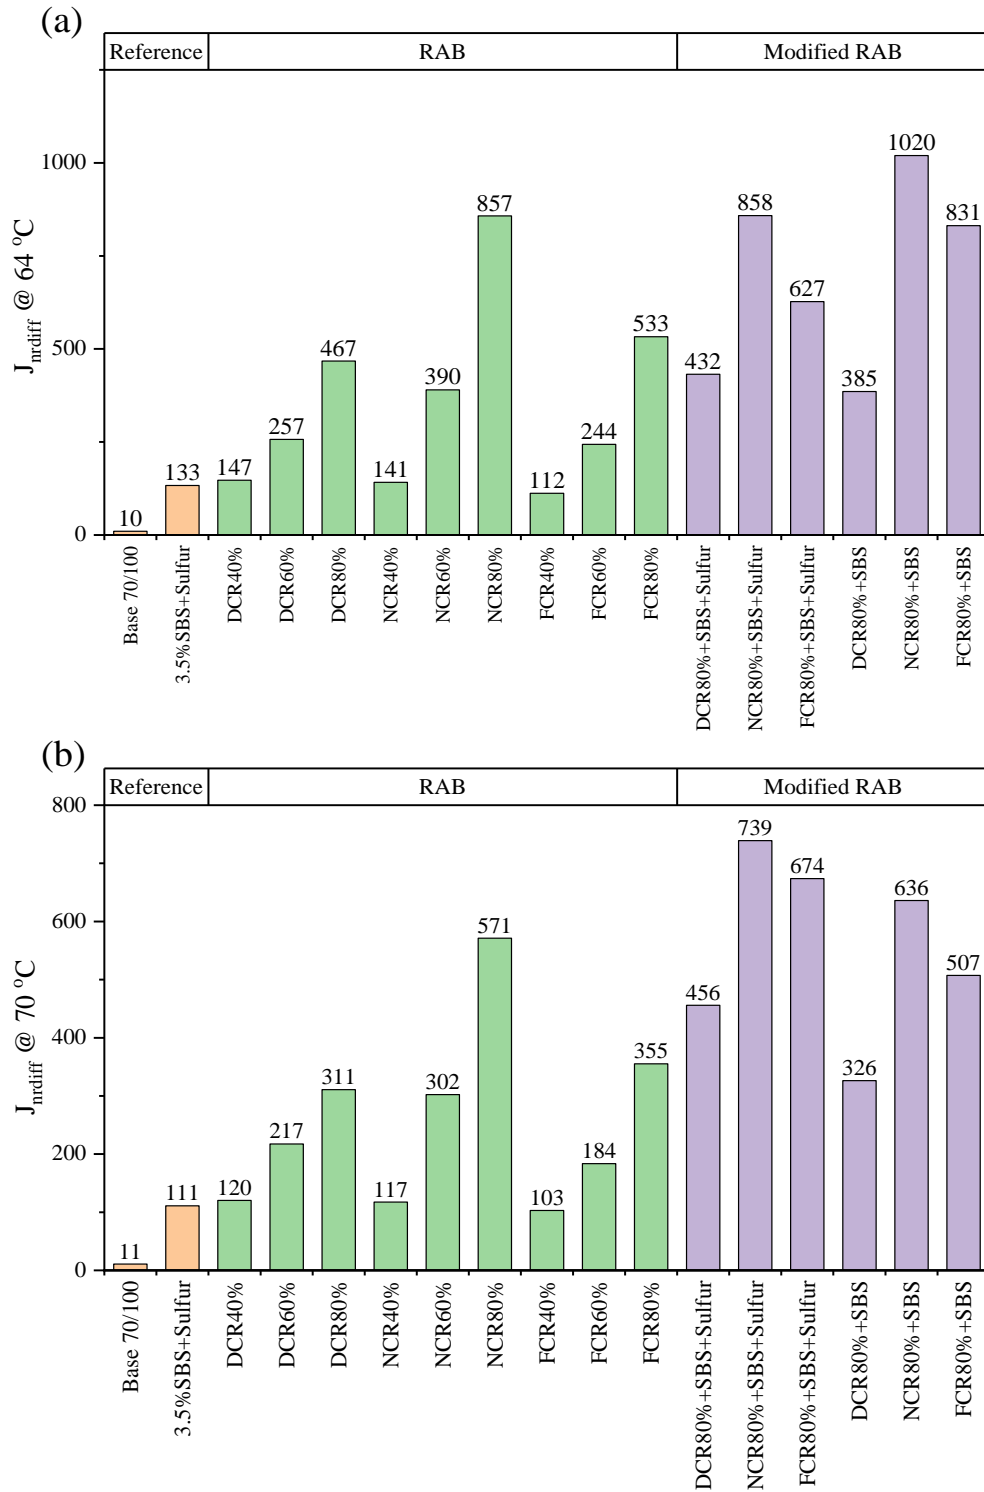 (a)
Reference RAB Modified RAB
J_nrdiff @ 64 ºC
1000
500
0
10
133
147
257
467
141
390
857
112
244
533
432
858
627
385
1020
831
Base 70/100
3.5%SBS+Sulfur
DCR40%
DCR60%
DCR80%
NCR40%
NCR60%
NCR80%
FCR40%
FCR60%
FCR80%
DCR80%+SBS+Sulfur
NCR80%+SBS+Sulfur
FCR80%+SBS+Sulfur
DCR80%+SBS
NCR80%+SBS
FCR80%+SBS
(b)
Reference RAB Modified RAB
J_nrdiff @ 70 ºC
800
600
400
200
0
11
111
120
217
311
117
302
571
103
184
355
456
739
674
326
636
507
Base 70/100
3.5%SBS+Sulfur
DCR40%
DCR60%
DCR80%
NCR40%
NCR60%
NCR80%
FCR40%
FCR60%
FCR80%
DCR80%+SBS+Sulfur
NCR80%+SBS+Sulfur
FCR80%+SBS+Sulfur
DCR80%+SBS
NCR80%+SBS
FCR80%+SBS